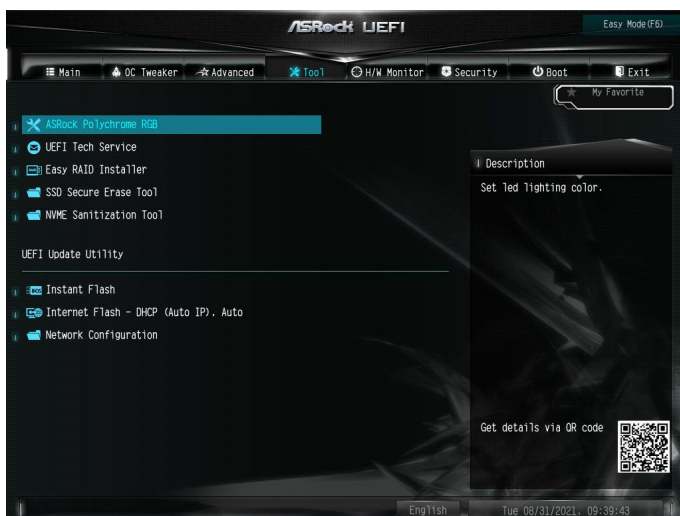 ASRock UEFI
Easy Mode(F6)
Main OC Tweaker Advanced Tool H/W Monitor Security Boot Exit
My Favorite
ASRock Polychrome RGB
UEFI Tech Service
Easy RAID Installer
SSD Secure Erase Tool
NVME Sanitization Tool
UEFI Update Utility
BIOS Instant Flash
Internet Flash - DHCP (Auto IP), Auto
Network Configuration
Description
Set led lighting color.
Get details via QR code
English
Tue 08/31/2021, 09:39:43